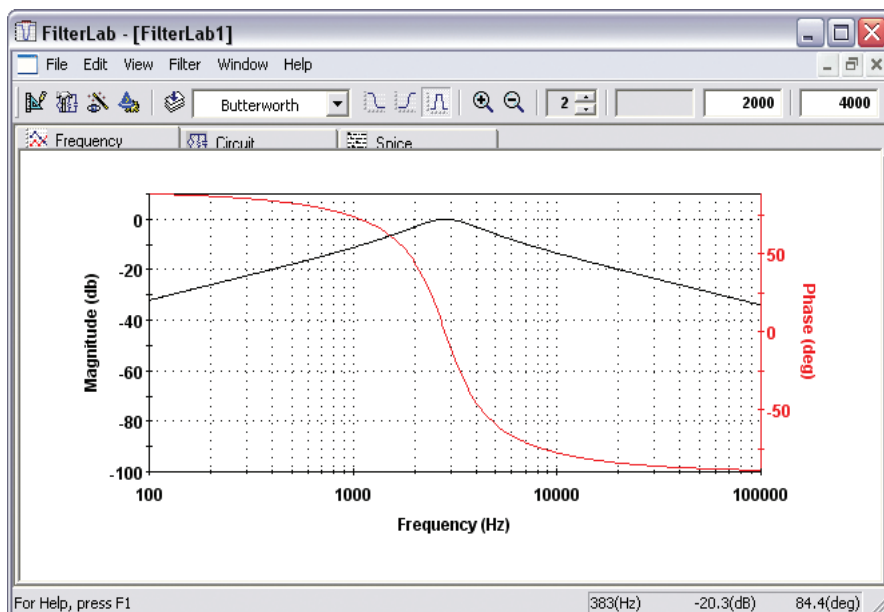 FilterLab - [FilterLab1]
File Edit View Filter Window Help
Butterworth 2 2000 4000
Frequency Circuit Spice
0
-20
-40
-60
-80
-100
Magnitude (db)
50
0
-50
Phase (deg)
100 1000 10000 100000
Frequency (Hz)
For Help, press F1 383(Hz) -20.3(dB) 84.4(deg)